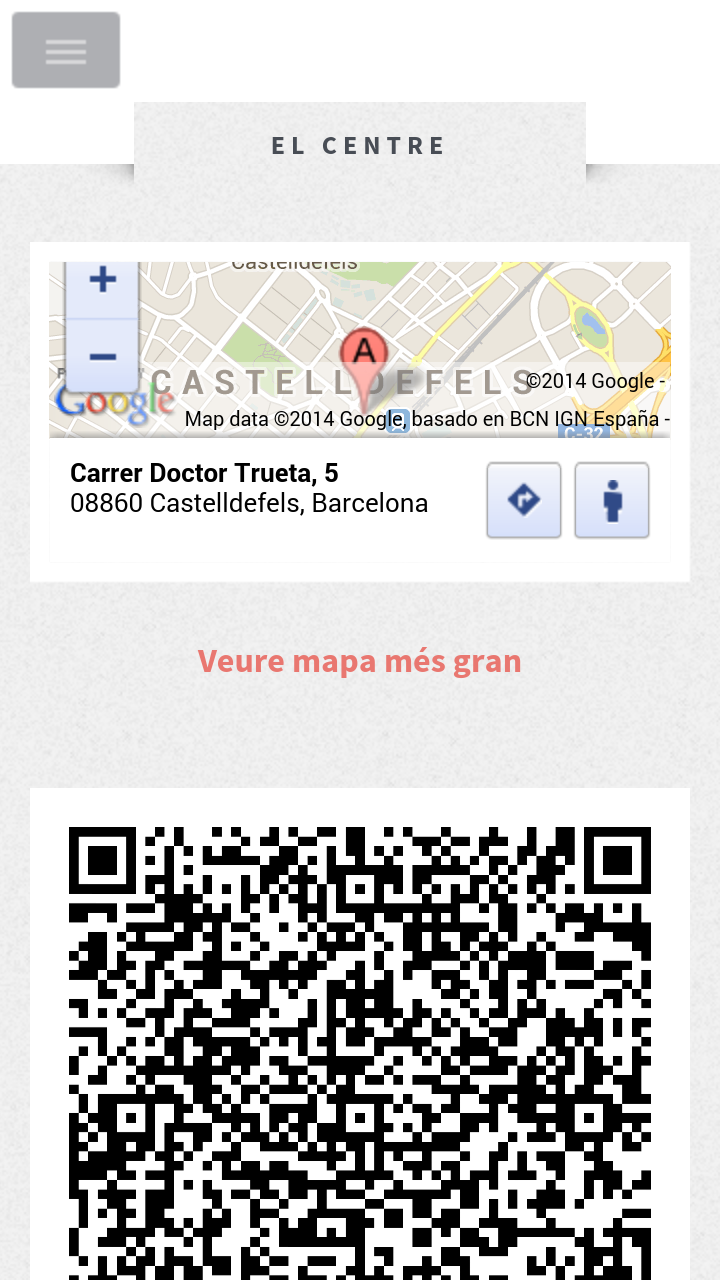 EL CENTRE
Castelldefels
+
−
A
CASTELLDEFELS
©2014 Google -
Google
Map data ©2014 Google, basado en BCN IGN España -
C-32
Carrer Doctor Trueta, 5
08860 Castelldefels, Barcelona
Veure mapa més gran